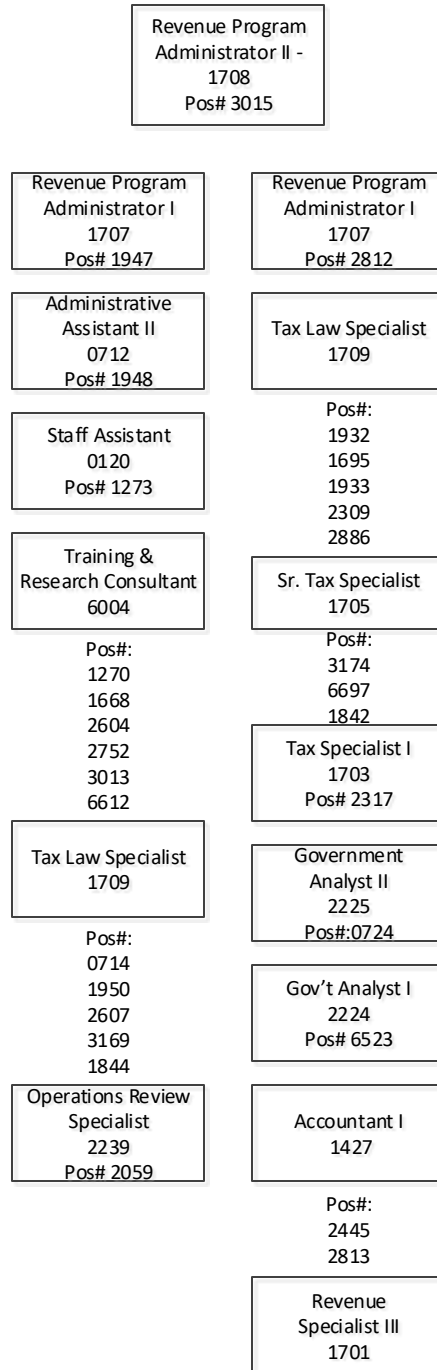 Revenue Program
Administrator II -
1708
Pos# 3015
Revenue Program
Administrator I
1707
Pos# 1947
Administrative
Assistant II
0712
Pos# 1948
Staff Assistant
0120
Pos# 1273
Training &
Research Consultant
6004
Pos#:
1270
1668
2604
2752
3013
6612
Tax Law Specialist
1709
Pos#:
0714
1950
2607
3169
1844
Operations Review
Specialist
2239
Pos# 2059
Revenue Program
Administrator I
1707
Pos# 2812
Tax Law Specialist
1709
Pos#:
1932
1695
1933
2309
2886
Sr. Tax Specialist
1705
Pos#:
3174
6697
1842
Tax Specialist I
1703
Pos# 2317
Government
Analyst II
2225
Pos#:0724
Gov’t Analyst I
2224
Pos# 6523
Accountant I
1427
Pos#:
2445
2813
Revenue
Specialist III
1701